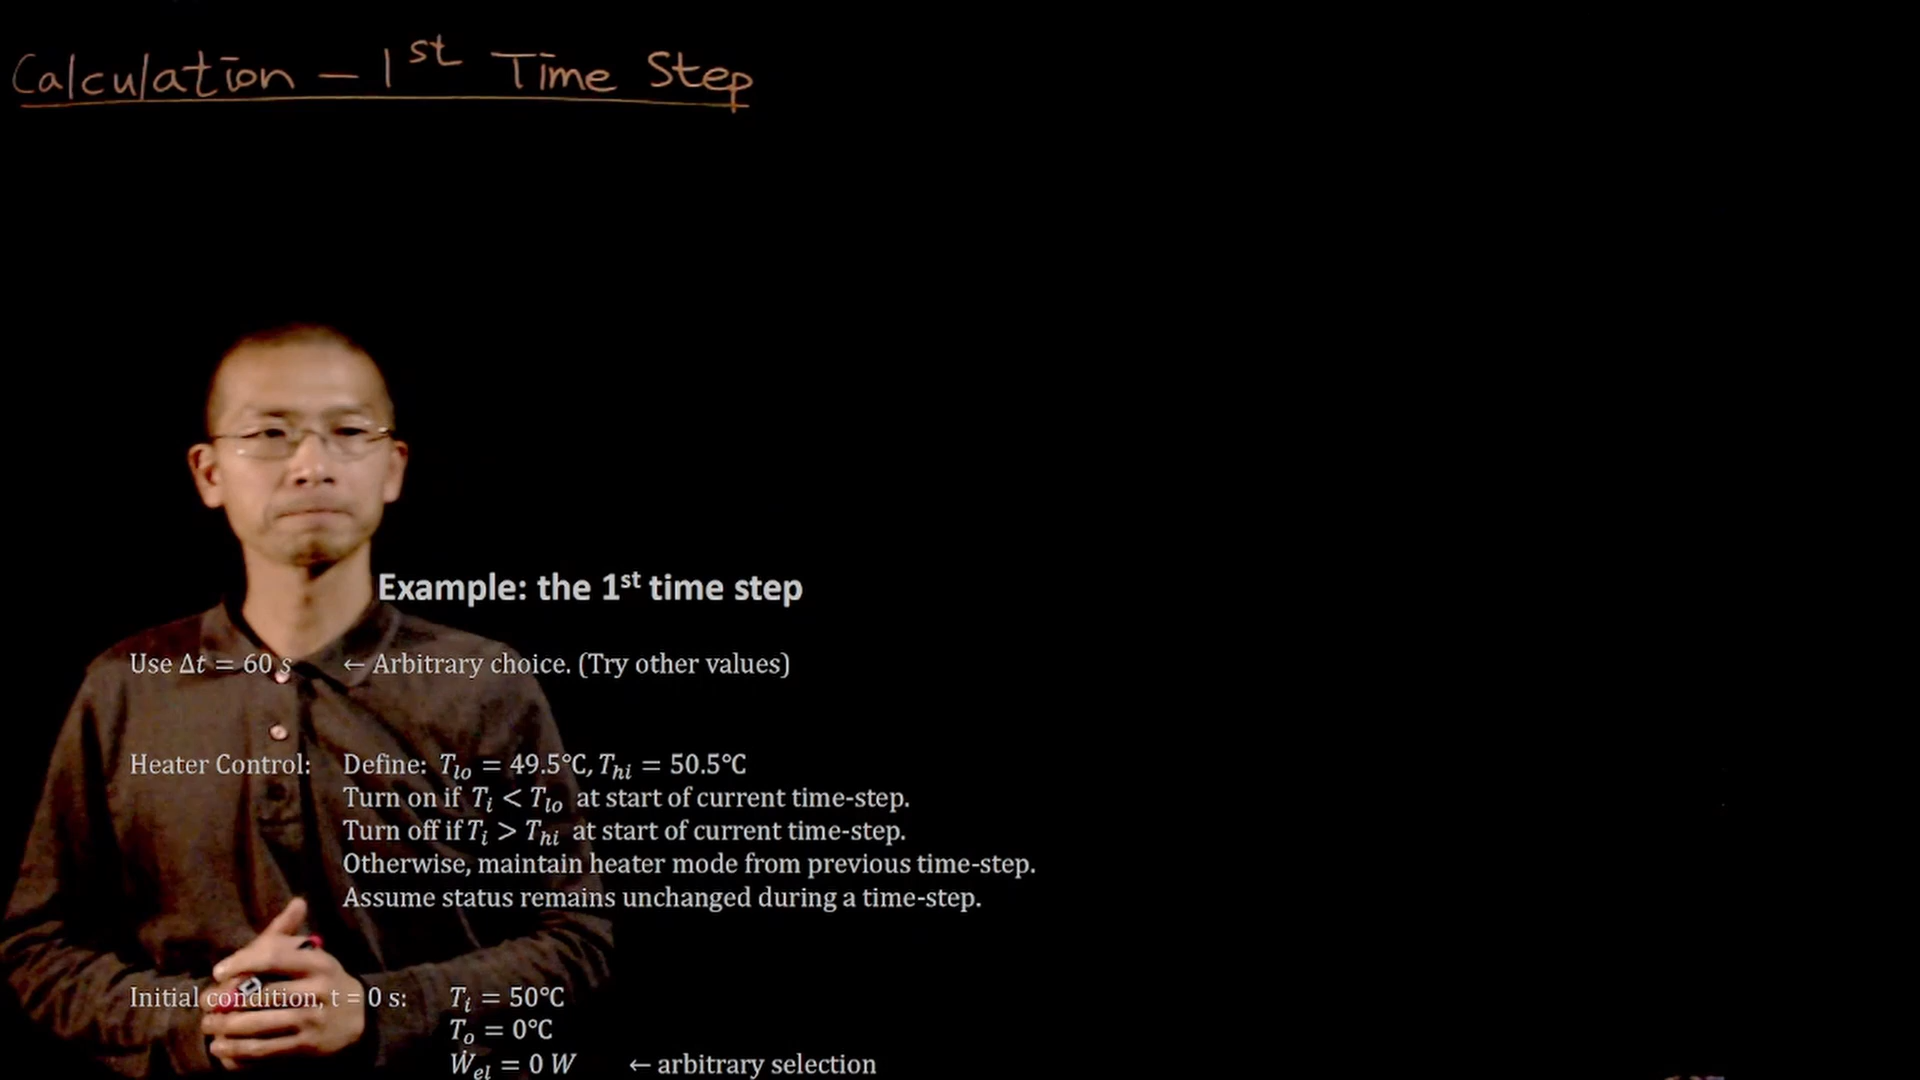 Calculation – 1st Time Step
Example: the 1st time step
Use Δt = 60 s ← Arbitrary choice. (Try other values)
Heater Control: Define: T_lo = 49.5℃, T_hi = 50.5℃
Turn on if T_i < T_lo at start of current time-step.
Turn off if T_i > T_hi at start of current time-step.
Otherwise, maintain heater mode from previous time-step.
Assume status remains unchanged during a time-step.
Initial condition, t = 0 s: T_i = 50℃
T_o = 0℃
Ẇ_el = 0 W ← arbitrary selection